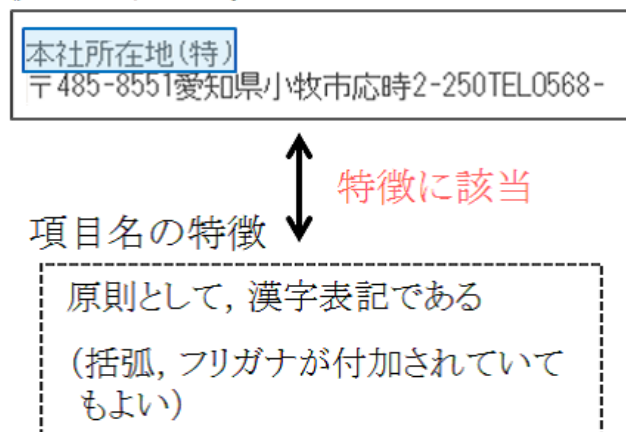 本社所在地(特)
〒485-8551愛知県小牧市応時2-250TEL0568-
特徴に該当
項目名の特徴
原則として,漢字表記である
(括弧,フリガナが付加されていて
もよい)